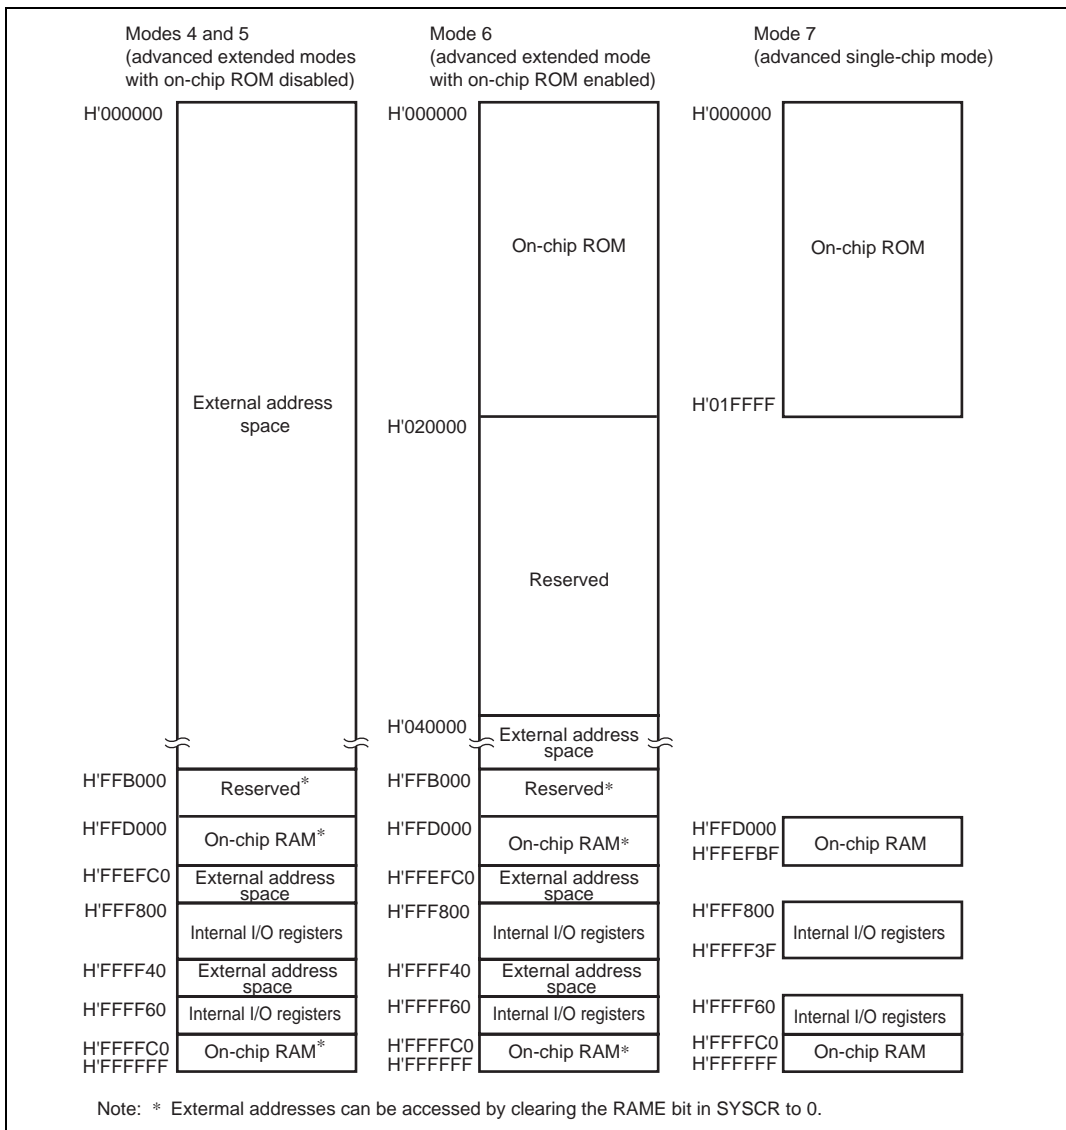 Modes 4 and 5
(advanced extended modes
with on-chip ROM disabled)
H'000000
External address
space
H'FFB000
Reserved*
H'FFD000
On-chip RAM*
H'FFEFC0
External address
space
H'FFF800
Internal I/O registers
H'FFFF40
External address
space
H'FFFF60
Internal I/O registers
H'FFFFC0
On-chip RAM*
H'FFFFFF
Mode 6
(advanced extended mode
with on-chip ROM enabled)
H'000000
On-chip ROM
H'020000
Reserved
H'040000
External address
space
H'FFB000
Reserved*
H'FFD000
On-chip RAM*
H'FFEFC0
External address
space
H'FFF800
Internal I/O registers
H'FFFF40
External address
space
H'FFFF60
Internal I/O registers
H'FFFFC0
On-chip RAM*
H'FFFFFF
Mode 7
(advanced single-chip mode)
H'000000
On-chip ROM
H'01FFFF
H'FFD000
On-chip RAM
H'FFEFBF
H'FFF800
Internal I/O registers
H'FFFF3F
H'FFFF60
Internal I/O registers
H'FFFFC0
On-chip RAM
H'FFFFFF
Note: * Extermal addresses can be accessed by clearing the RAME bit in SYSCR to 0.